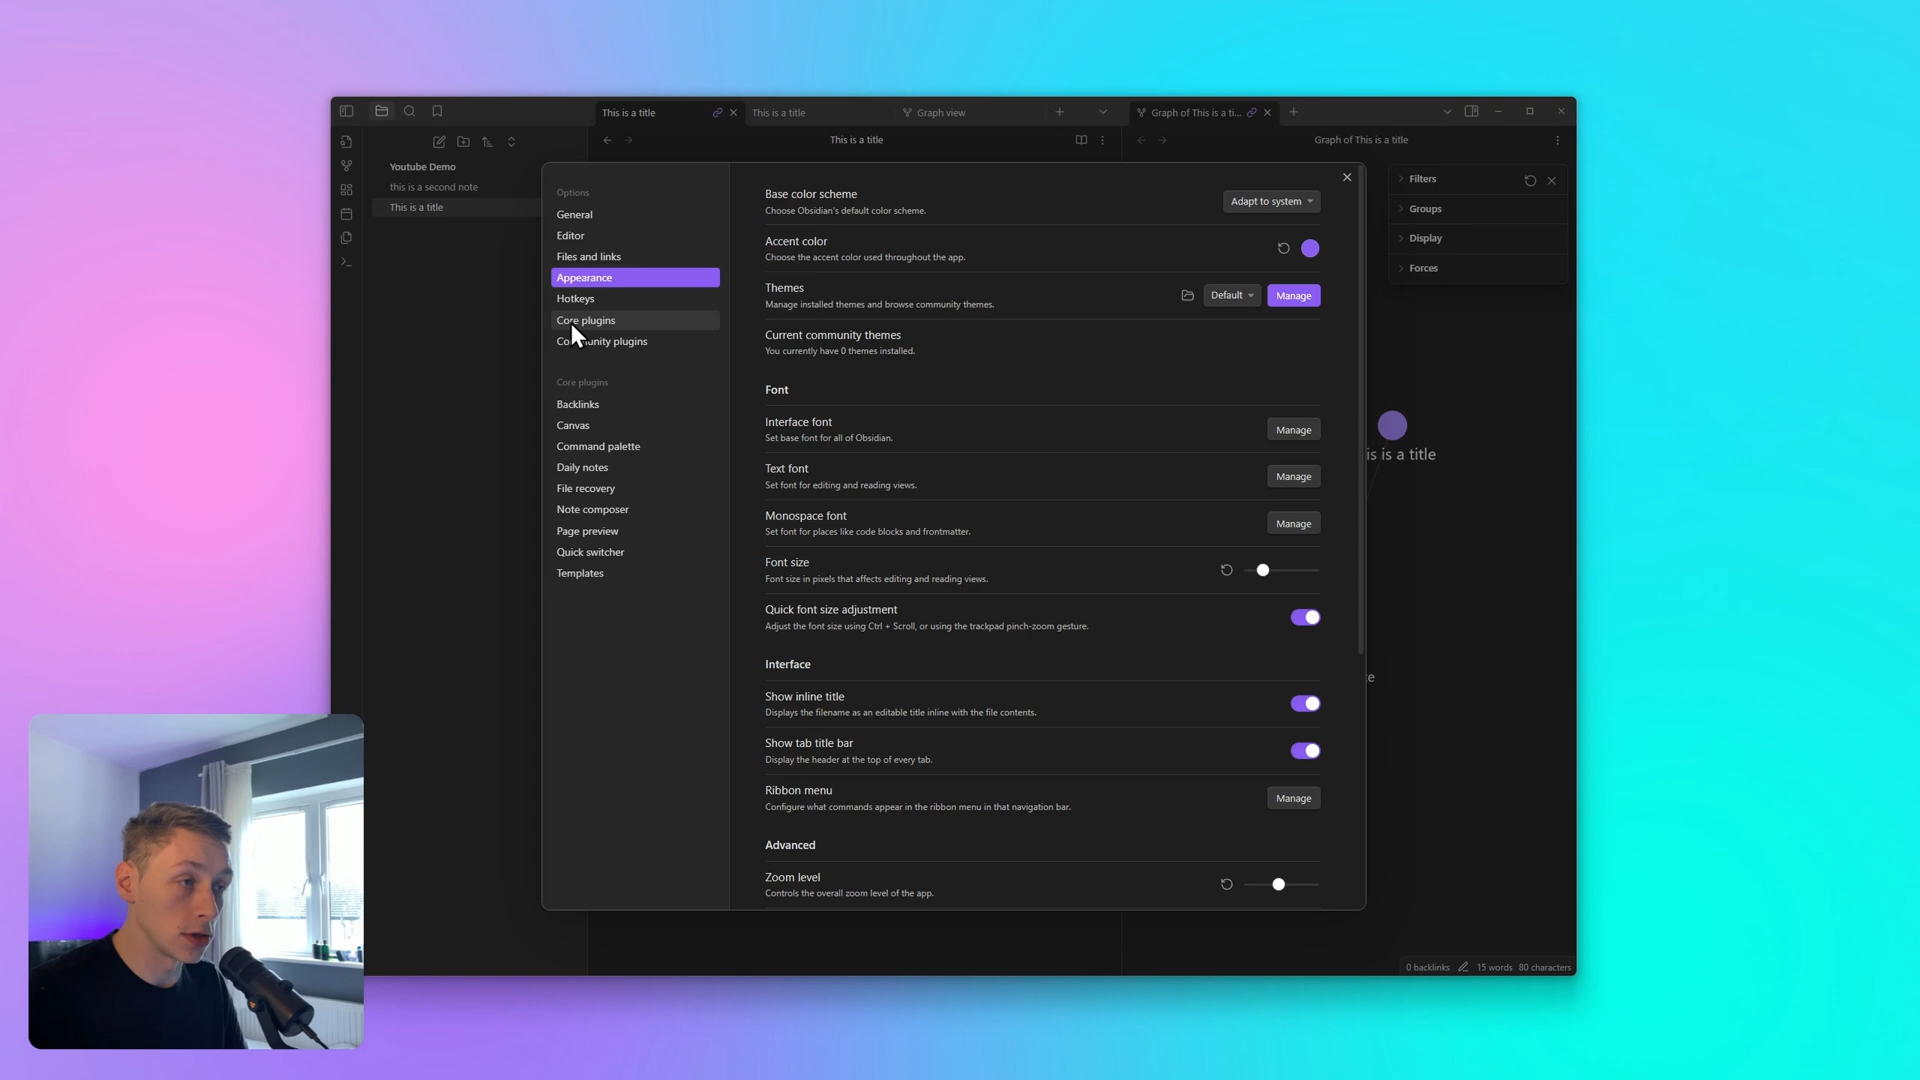 This is a title
This is a title
Graph view
Graph of This is a ti...
This is a title
Graph of This is a title
Youtube Demo
this is a second note
This is a title
Options
General
Editor
Files and links
Appearance
Hotkeys
Core plugins
Community plugins
Core plugins
Backlinks
Canvas
Command palette
Daily notes
File recovery
Note composer
Page preview
Quick switcher
Templates
Base color scheme
Choose Obsidian's default color scheme.
Adapt to system
Accent color
Choose the accent color used throughout the app.
Themes
Manage installed themes and browse community themes.
Default
Manage
Current community themes
You currently have 0 themes installed.
Font
Interface font
Set base font for all of Obsidian.
Manage
Text font
Set font for editing and reading views.
Manage
Monospace font
Set font for places like code blocks and frontmatter.
Manage
Font size
Font size in pixels that affects editing and reading views.
Quick font size adjustment
Adjust the font size using Ctrl + Scroll, or using the trackpad pinch-zoom gesture.
Interface
Show inline title
Displays the filename as an editable title inline with the file contents.
Show tab title bar
Display the header at the top of every tab.
Ribbon menu
Configure what commands appear in the ribbon menu in that navigation bar.
Manage
Advanced
Zoom level
Controls the overall zoom level of the app.
Filters
Groups
Display
Forces
is is a title
0 backlinks
15 words
80 characters